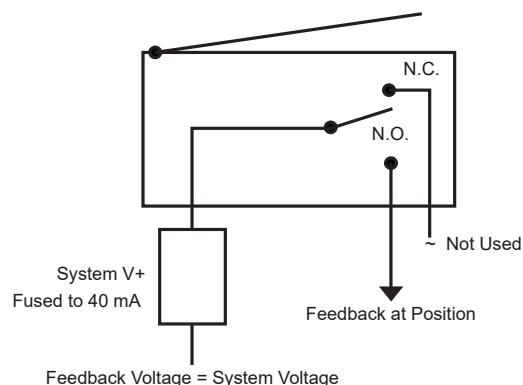 N.C.
N.O.
~ Not Used
System V+
Fused to 40 mA
Feedback at Position
Feedback Voltage = System Voltage